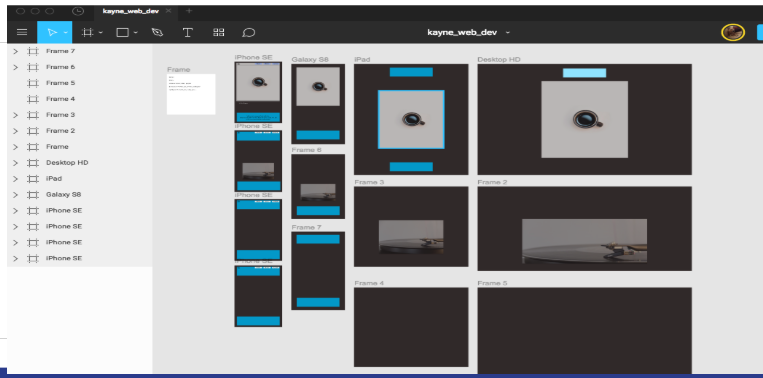 kayne_web_dev
kayne_web_dev
Frame 7
Frame 6
Frame 5
Frame 4
Frame 3
Frame 2
Frame
Desktop HD
iPad
Galaxy S8
iPhone SE
iPhone SE
iPhone SE
iPhone SE
Frame
iPhone SE
Galaxy S8
iPad
Desktop HD
iPhone SE
Frame 6
Frame 3
Frame 2
iPhone SE
Frame 7
iPhone SE
Frame 4
Frame 5